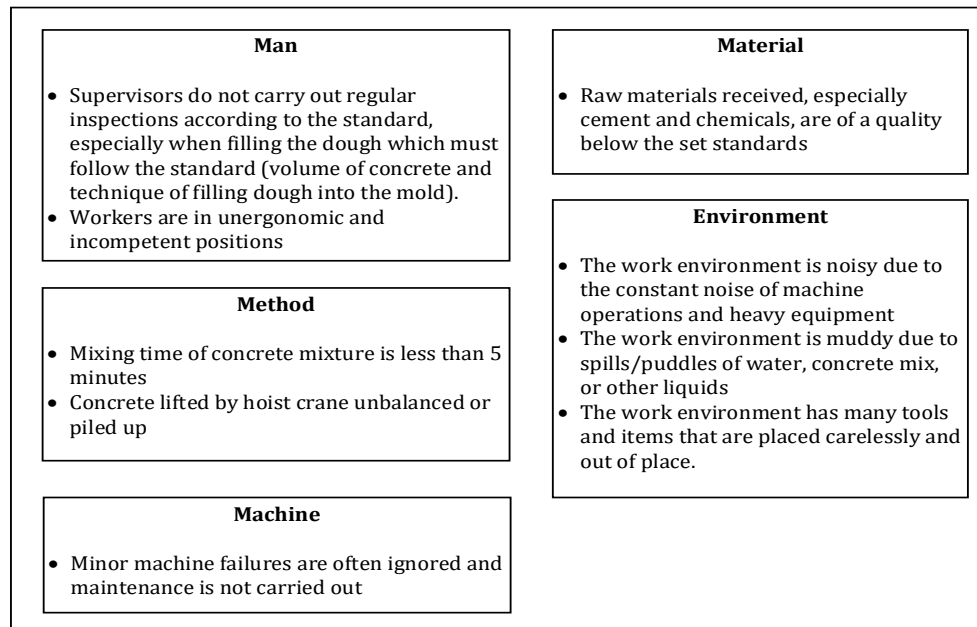 Man
• Supervisors do not carry out regular
inspections according to the standard,
especially when filling the dough which must
follow the standard (volume of concrete and
technique of filling dough into the mold).
• Workers are in unergonomic and
incompetent positions
Method
• Mixing time of concrete mixture is less than 5
minutes
• Concrete lifted by hoist crane unbalanced or
piled up
Machine
• Minor machine failures are often ignored and
maintenance is not carried out
Material
• Raw materials received, especially
cement and chemicals, are of a quality
below the set standards
Environment
• The work environment is noisy due to
the constant noise of machine
operations and heavy equipment
• The work environment is muddy due to
spills/puddles of water, concrete mix,
or other liquids
• The work environment has many tools
and items that are placed carelessly and
out of place.